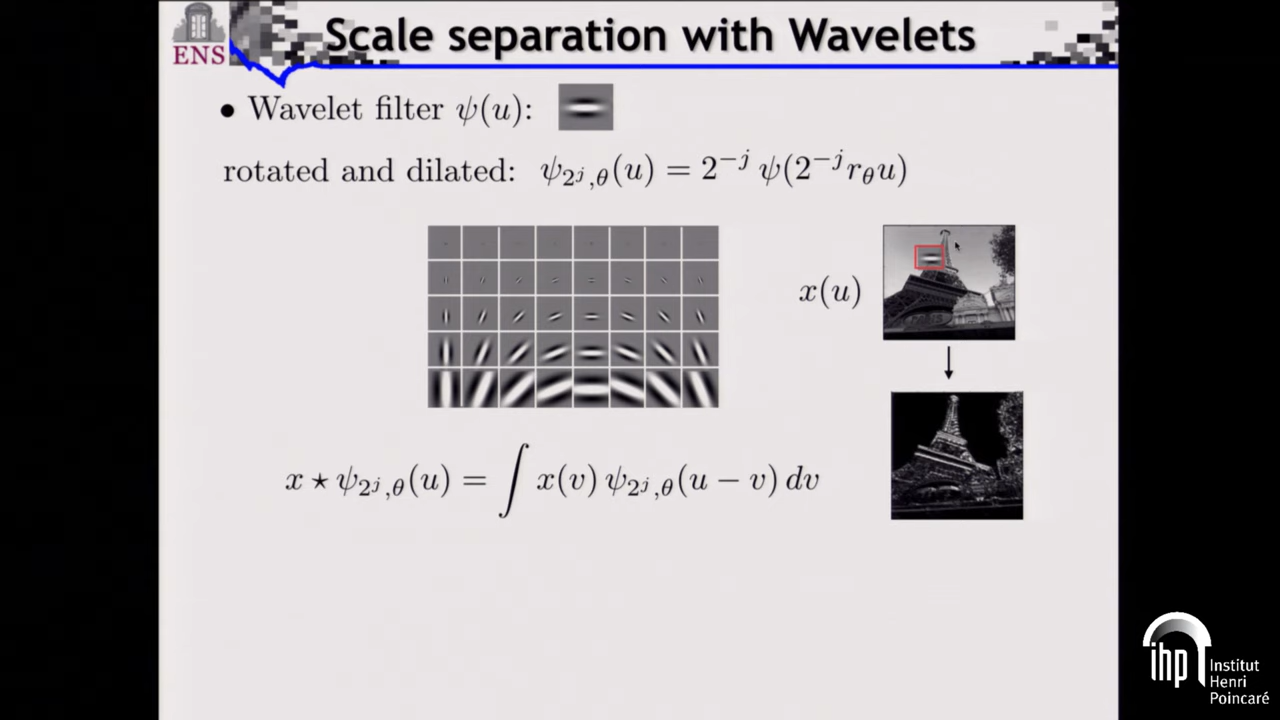 ENS
Scale separation with Wavelets
• Wavelet filter ψ(u):
rotated and dilated: ψ_{2^j,θ}(u) = 2^{−j} ψ(2^{−j} r_θ u)
x(u)
x ⋆ ψ_{2^j,θ}(u) = ∫ x(v) ψ_{2^j,θ}(u − v) dv
ihp
Institut
Henri
Poincaré